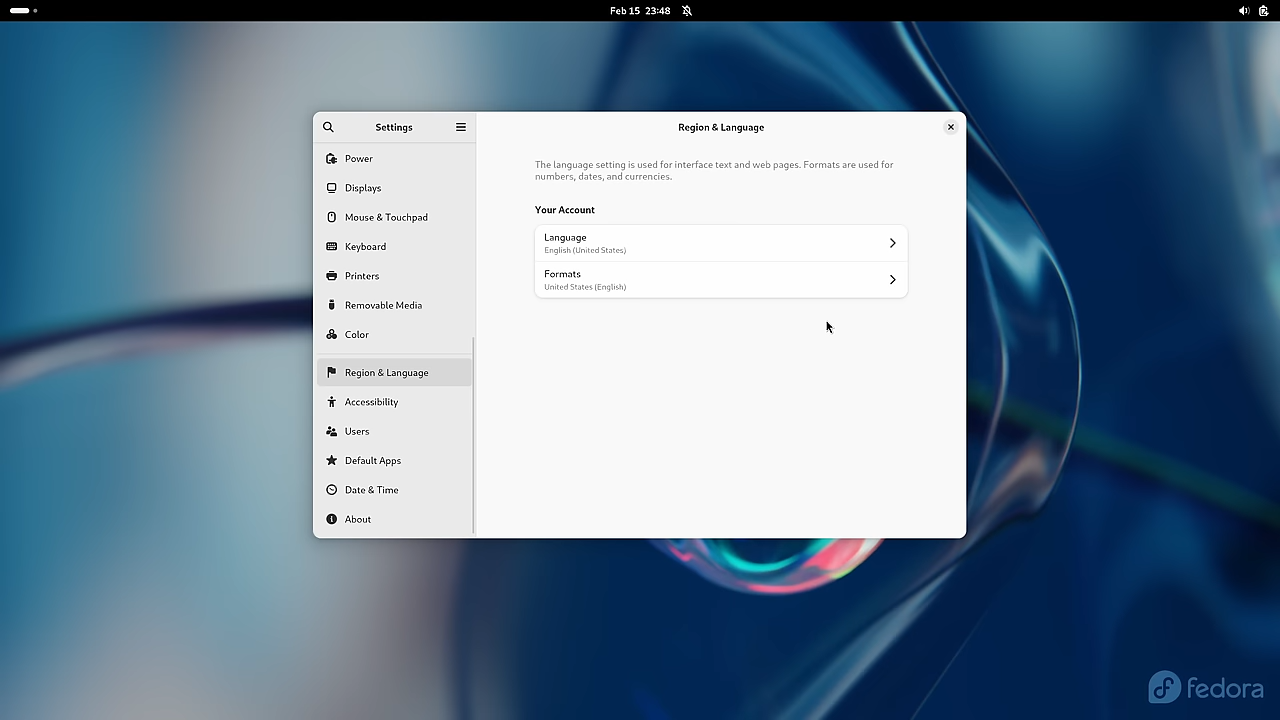 Feb 15 23:48
Settings
Region & Language
Power
Displays
Mouse & Touchpad
Keyboard
Printers
Removable Media
Color
Region & Language
Accessibility
Users
Default Apps
Date & Time
About
The language setting is used for interface text and web pages. Formats are used for
numbers, dates, and currencies.
Your Account
Language
English (United States)
Formats
United States (English)
fedora